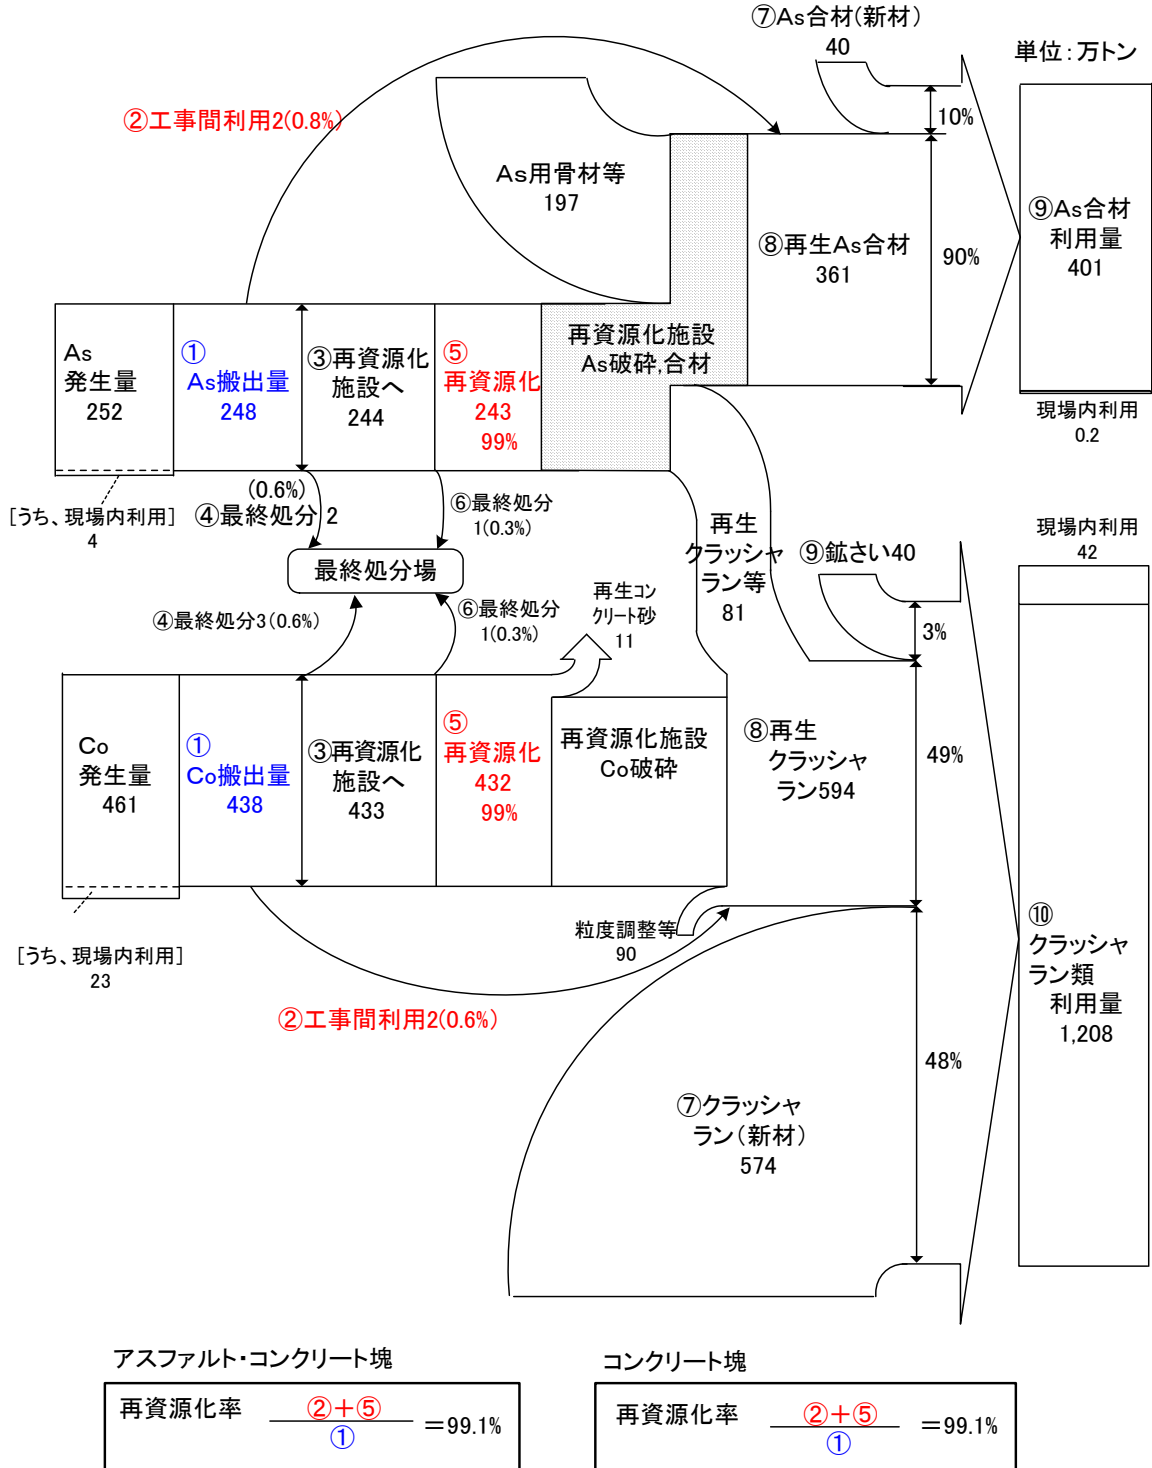 ⑦As合材(新材)
40
単位:万トン
②工事間利用2(0.8%)
10%
As用骨材等
197
⑧再生As合材
361
90%
⑨As合材
利用量
401
As
発生量
252
①
As搬出量
248
③再資源化
施設へ
244
⑤
再資源化
243
99%
再資源化施設
As破砕,合材
現場内利用
0.2
[うち、現場内利用]
4
(0.6%)
④最終処分 2
⑥最終処分
1(0.3%)
最終処分場
再生
クラッシャ
ラン等
81
⑨鉱さい40
現場内利用
42
④最終処分3(0.6%)
⑥最終処分
1(0.3%)
再生コン
クリート砂
11
3%
Co
発生量
461
①
Co搬出量
438
③再資源化
施設へ
433
⑤
再資源化
432
99%
再資源化施設
Co破砕
⑧再生
クラッシャ
ラン594
49%
[うち、現場内利用]
23
粒度調整等
90
②工事間利用2(0.6%)
⑩
クラッシャ
ラン類
利用量
1,208
48%
⑦クラッシャ
ラン(新材)
574
アスファルト・コンクリート塊
再資源化率 ②+⑤ =99.1%
①
コンクリート塊
再資源化率 ②+⑤ =99.1%
①